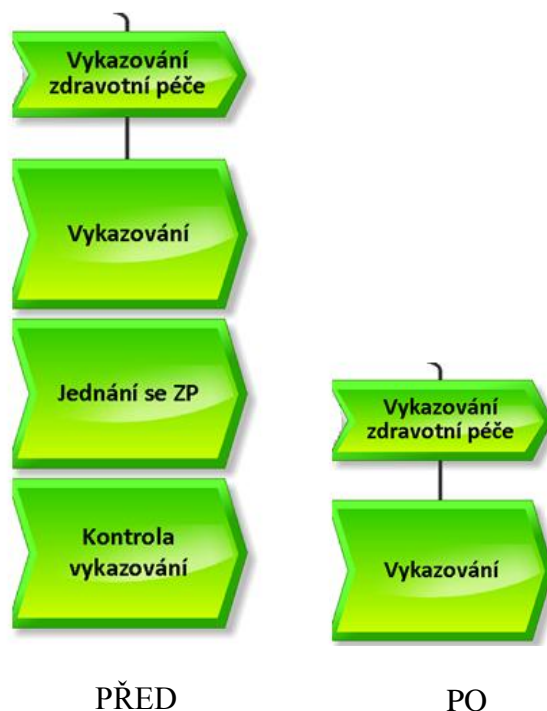 Vykazování
zdravotní péče
Vykazování
Jednání se ZP
Kontrola
vykazování
PŘED
Vykazování
zdravotní péče
Vykazování
PO